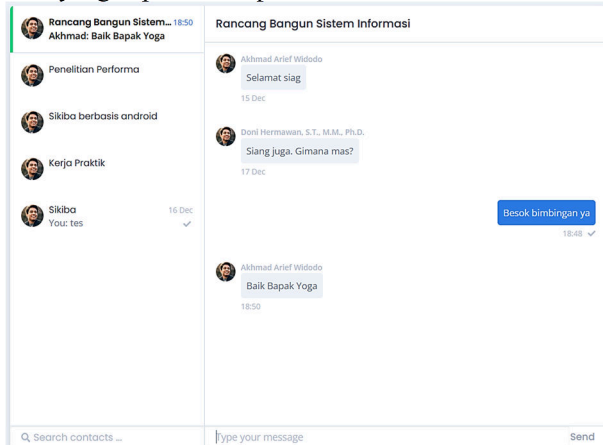 Rancang Bangun Sistem... 18:50
Akhmad: Baik Bapak Yoga
Penelitian Performa
Sikiba berbasis android
Kerja Praktik
Sikiba 16 Dec
You: tes
Search contacts ...
Rancang Bangun Sistem Informasi
Akhmad Arief Widodo
Selamat siag
15 Dec
Doni Hermawan, S.T., M.M., Ph.D.
Siang juga. Gimana mas?
17 Dec
Besok bimbingan ya
18:48
Akhmad Arief Widodo
Baik Bapak Yoga
18:50
Type your message
Send